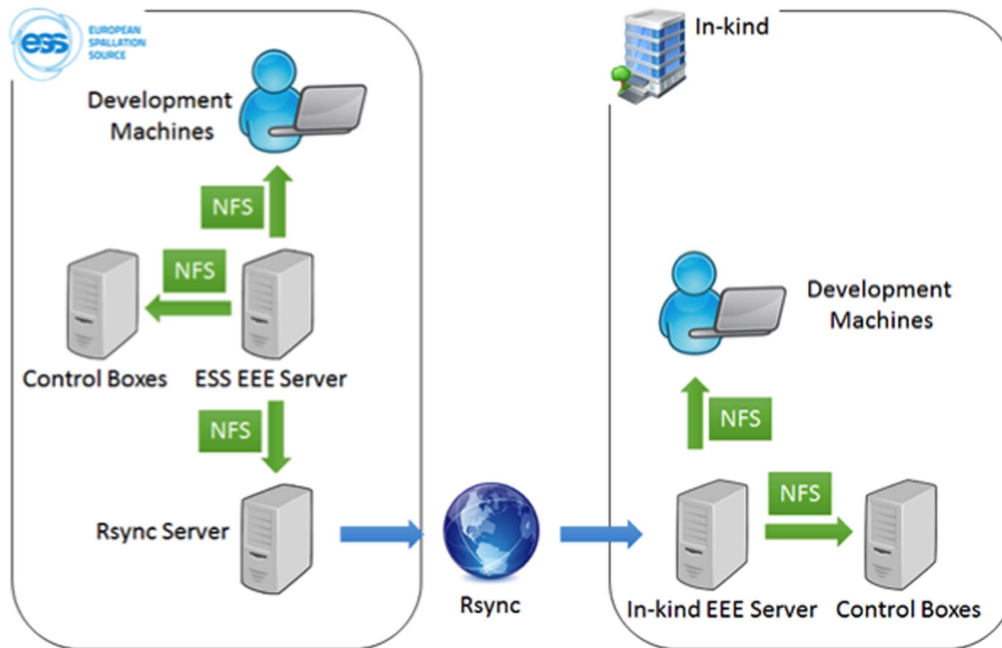 ess
EUROPEAN
SPALLATION
SOURCE
Development
Machines
NFS
NFS
Control Boxes
ESS EEE Server
NFS
Rsync Server
Rsync
In-kind
Development
Machines
NFS
NFS
In-kind EEE Server
Control Boxes